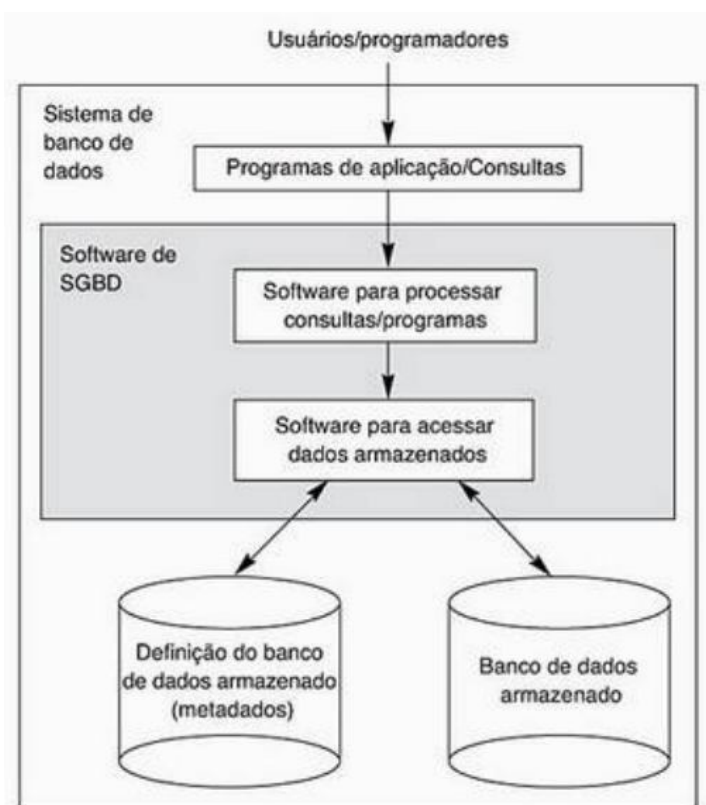 Usuários/programadores
Sistema de
banco de
dados
Programas de aplicação/Consultas
Software de
SGBD
Software para processar
consultas/programas
Software para acessar
dados armazenados
Definição do banco
de dados armazenado
(metadados)
Banco de dados
armazenado